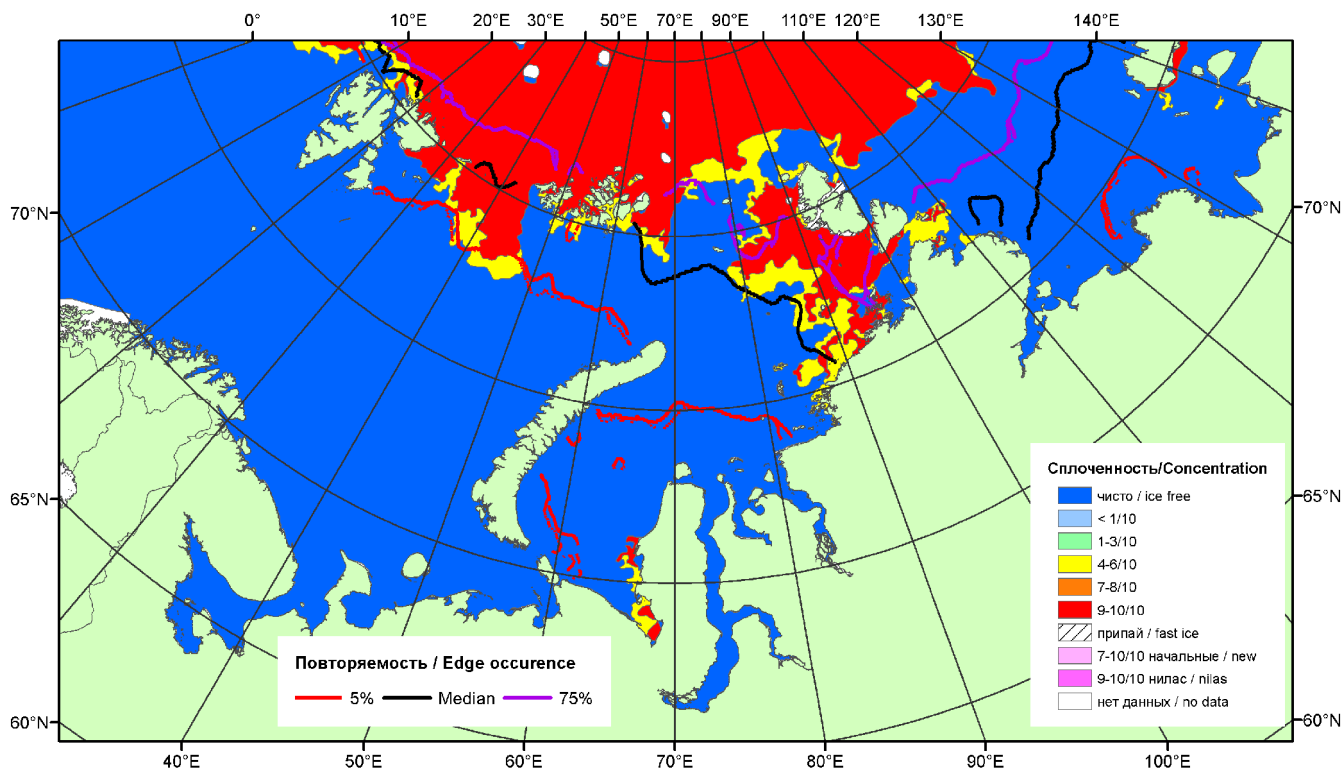 0° 10°E 20°E 30°E 40°E 50°E 70°E 90°E 110°E 120°E 130°E 140°E
70°N 70°N
65°N 65°N
60°N 60°N
Сплоченность/Concentration
чисто / ice free
< 1/10
1-3/10
4-6/10
7-8/10
9-10/10
припай / fast ice
7-10/10 начальные / new
9-10/10 нилас / nilas
нет данных / no data
Повторяемость / Edge occurence
5% Median 75%
40°E 50°E 60°E 70°E 80°E 90°E 100°E